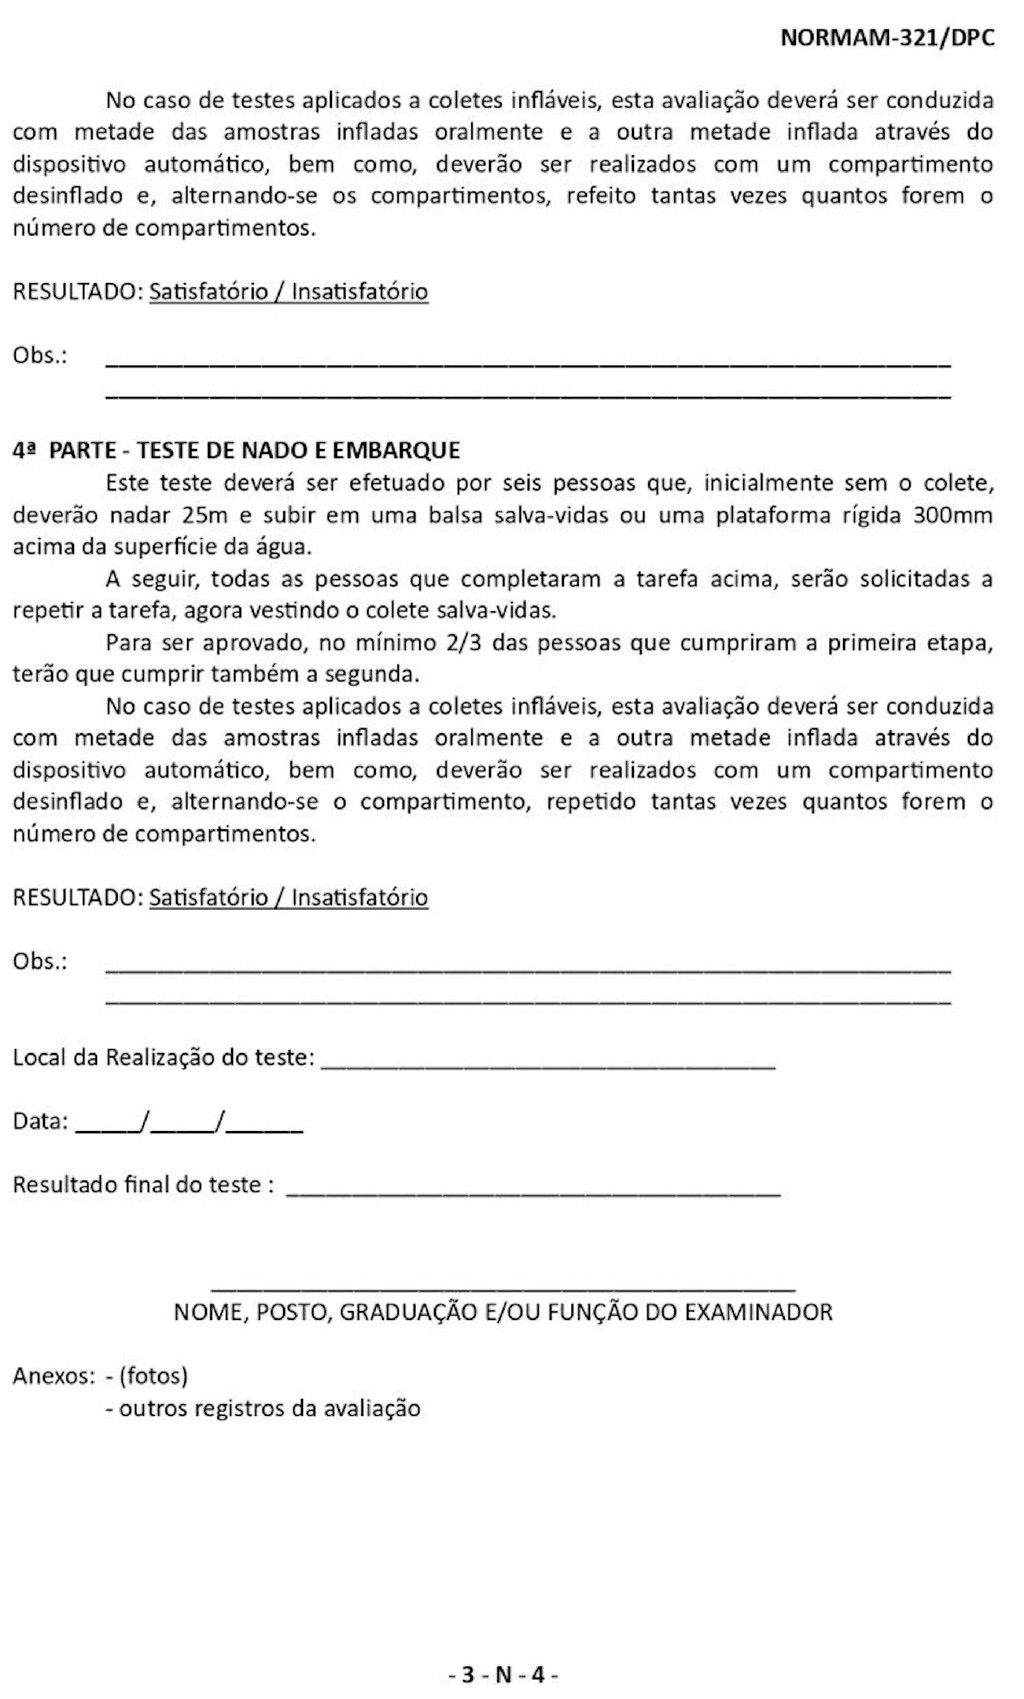 NORMAM-321/DPC
No caso de testes aplicados a coletes infláveis, esta avaliação deverá ser conduzida
com metade das amostras infladas oralmente e a outra metade inflada através do
dispositivo automático, bem como, deverão ser realizados com um compartimento
desinflado e, alternando-se os compartimentos, refeito tantas vezes quantos forem o
número de compartimentos.
RESULTADO: Satisfatório / Insatisfatório
Obs.: ____________________________________________________________
____________________________________________________________
4ª PARTE - TESTE DE NADO E EMBARQUE
Este teste deverá ser efetuado por seis pessoas que, inicialmente sem o colete,
deverão nadar 25m e subir em uma balsa salva-vidas ou uma plataforma rígida 300mm
acima da superfície da água.
A seguir, todas as pessoas que completaram a tarefa acima, serão solicitadas a
repetir a tarefa, agora vestindo o colete salva-vidas.
Para ser aprovado, no mínimo 2/3 das pessoas que cumpriram a primeira etapa,
terão que cumprir também a segunda.
No caso de testes aplicados a coletes infláveis, esta avaliação deverá ser conduzida
com metade das amostras infladas oralmente e a outra metade inflada através do
dispositivo automático, bem como, deverão ser realizados com um compartimento
desinflado e, alternando-se o compartimento, repetido tantas vezes quantos forem o
número de compartimentos.
RESULTADO: Satisfatório / Insatisfatório
Obs.: ____________________________________________________________
____________________________________________________________
Local da Realização do teste: ___________________________________
Data: _____/_____/______
Resultado final do teste : ______________________________________
_____________________________________________
NOME, POSTO, GRADUAÇÃO E/OU FUNÇÃO DO EXAMINADOR
Anexos: - (fotos)
- outros registros da avaliação
- 3 - N - 4 -